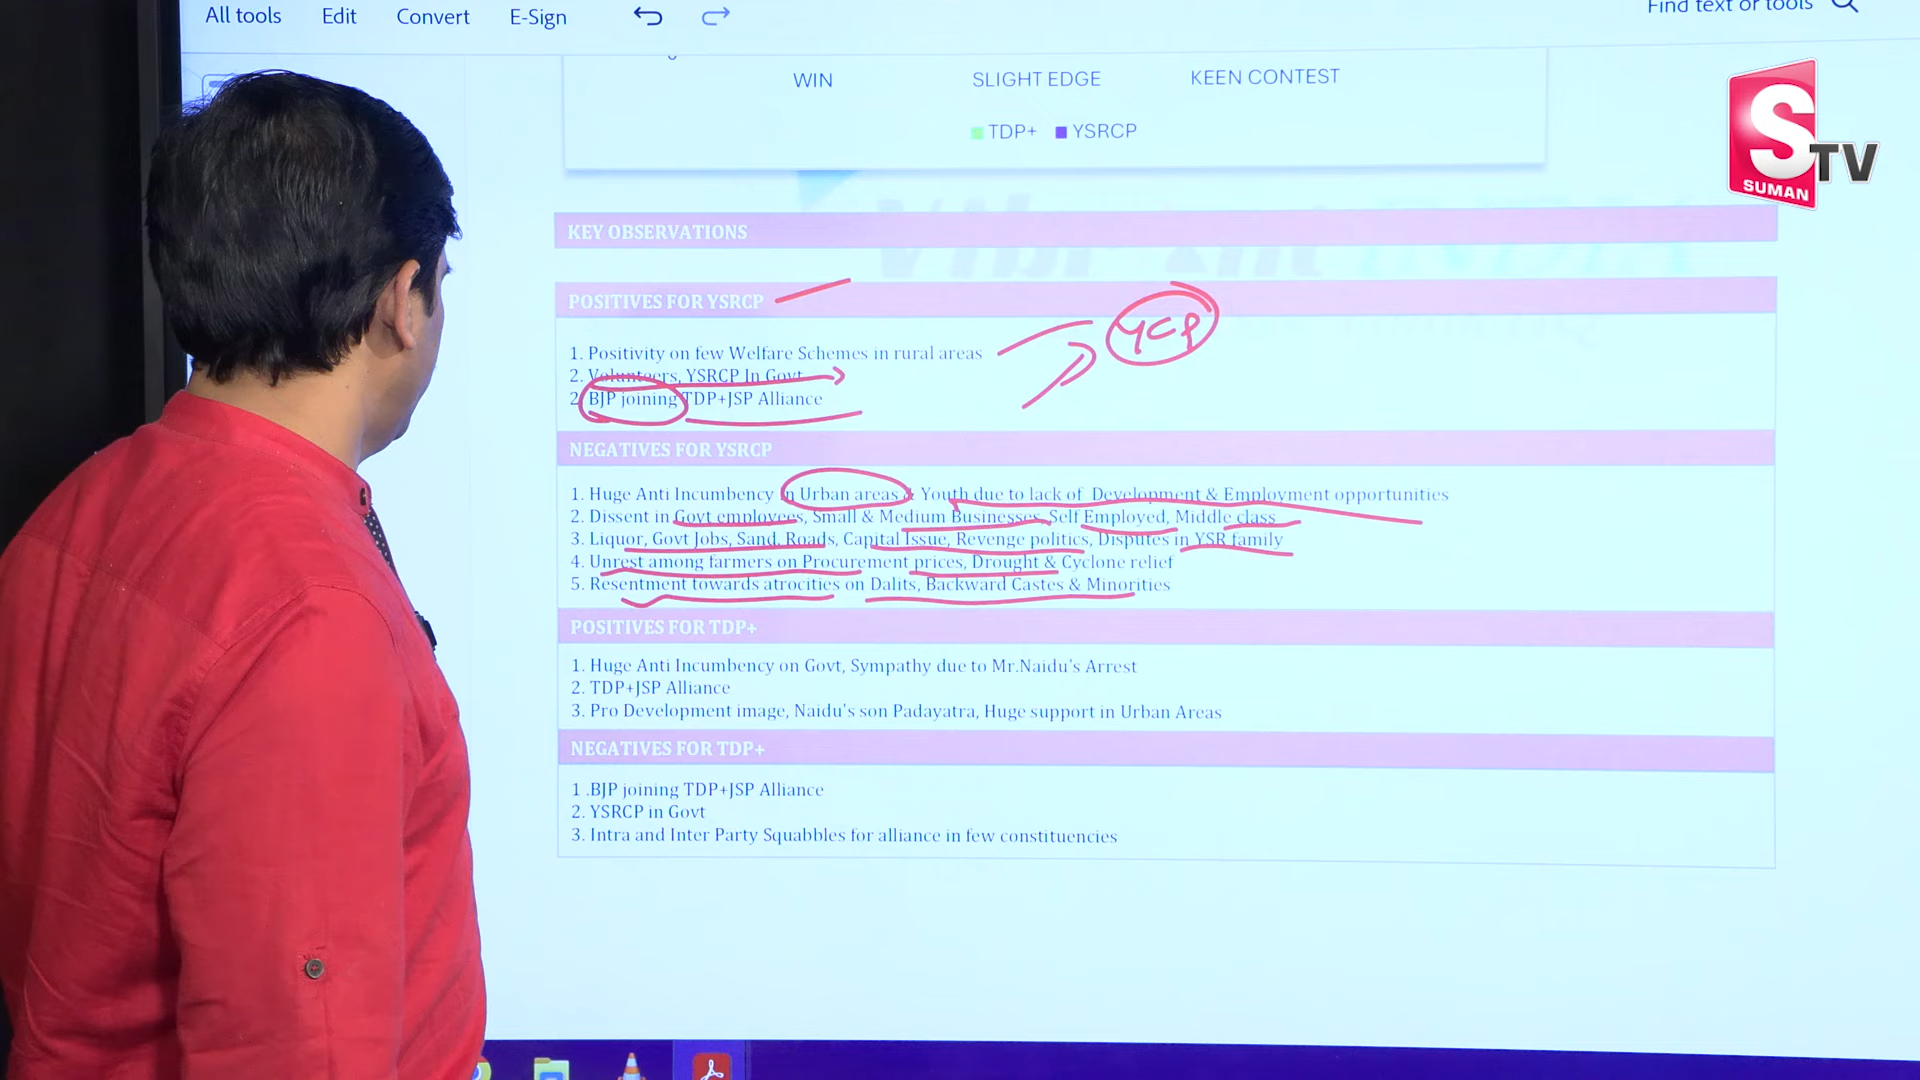 All tools Edit Convert E-Sign Find text or tools
WIN SLIGHT EDGE KEEN CONTEST
TDP+ YSRCP
S TV
SUMAN
KEY OBSERVATIONS
POSITIVES FOR YSRCP
YCP
1. Positivity on few Welfare Schemes in rural areas
2. Volunteers, YSRCP In Govt
2. BJP joining TDP+JSP Alliance
NEGATIVES FOR YSRCP
1. Huge Anti Incumbency in Urban areas & Youth due to lack of Development & Employment opportunities
2. Dissent in Govt employees, Small & Medium Businesses, Self Employed, Middle class
3. Liquor, Govt Jobs, Sand, Roads, Capital Issue, Revenge politics, Disputes in YSR family
4. Unrest among farmers on Procurement prices, Drought & Cyclone relief
5. Resentment towards atrocities on Dalits, Backward Castes & Minorities
POSITIVES FOR TDP+
1. Huge Anti Incumbency on Govt, Sympathy due to Mr.Naidu's Arrest
2. TDP+JSP Alliance
3. Pro Development image, Naidu's son Padayatra, Huge support in Urban Areas
NEGATIVES FOR TDP+
1 .BJP joining TDP+JSP Alliance
2. YSRCP in Govt
3. Intra and Inter Party Squabbles for alliance in few constituencies